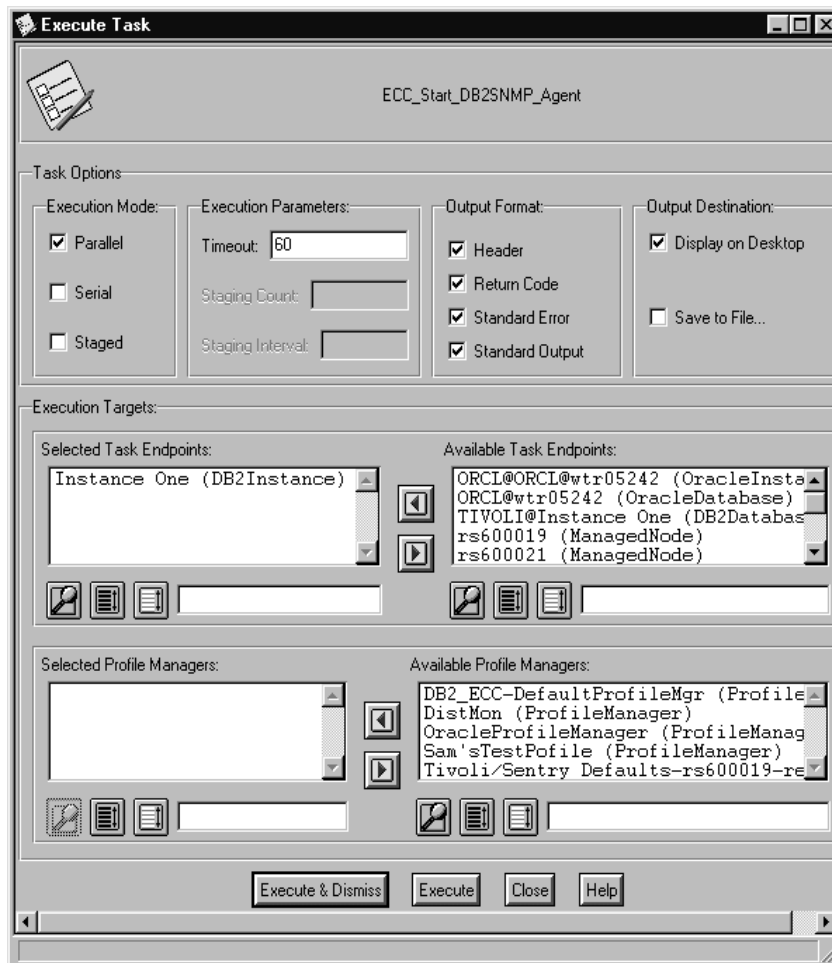 Execute Task
ECC_Start_DB2SNMP_Agent
Task Options
Execution Mode:
Parallel
Serial
Staged
Execution Parameters:
Timeout: 60
Staging Count:
Staging Interval:
Output Format:
Header
Return Code
Standard Error
Standard Output
Output Destination:
Display on Desktop
Save to File...
Execution Targets:
Selected Task Endpoints:
Instance One (DB2Instance)
Available Task Endpoints:
ORCL@ORCL@wtr05242 (OracleInsta
ORCL@wtr05242 (OracleDatabase)
TIVOLI@Instance One (DB2Databas
rs600019 (ManagedNode)
rs600021 (ManagedNode)
Selected Profile Managers:
Available Profile Managers:
DB2_ECC-DefaultProfileMgr (Profile
DistMon (ProfileManager)
OracleProfileManager (ProfileManag
Sam'sTestPofile (ProfileManager)
Tivoli/Sentry Defaults-rs600019-re
Execute & Dismiss
Execute
Close
Help